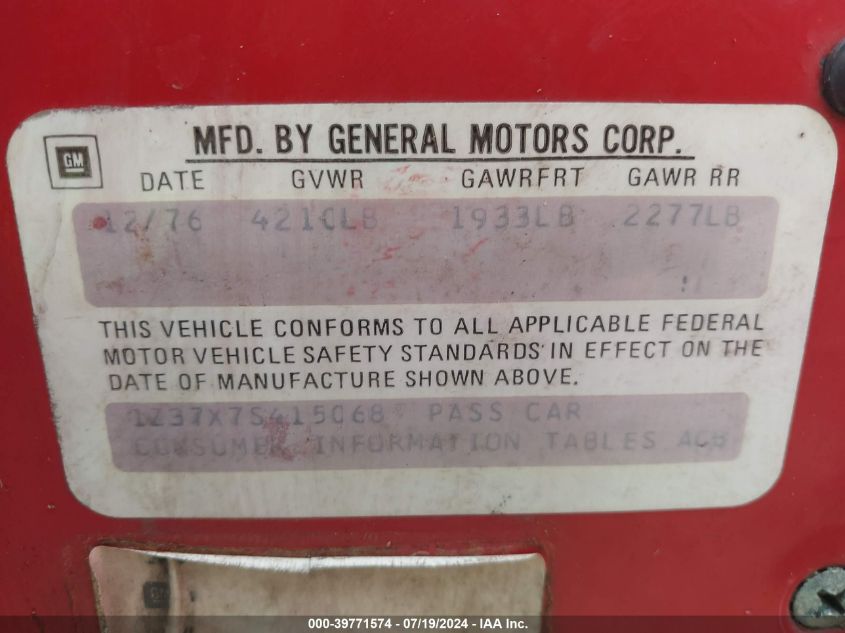 MFD. BY GENERAL MOTORS CORP.
GM
DATE GVWR GAWRFRT GAWR RR
12/76 4210LB 1933LB 2277LB
THIS VEHICLE CONFORMS TO ALL APPLICABLE FEDERAL
MOTOR VEHICLE SAFETY STANDARDS IN EFFECT ON THE
DATE OF MANUFACTURE SHOWN ABOVE.
1Z37X7S415068 PASS CAR
CONSUMER INFORMATION TABLES
000-39771574 / 07/19/2024 - IAA Inc.